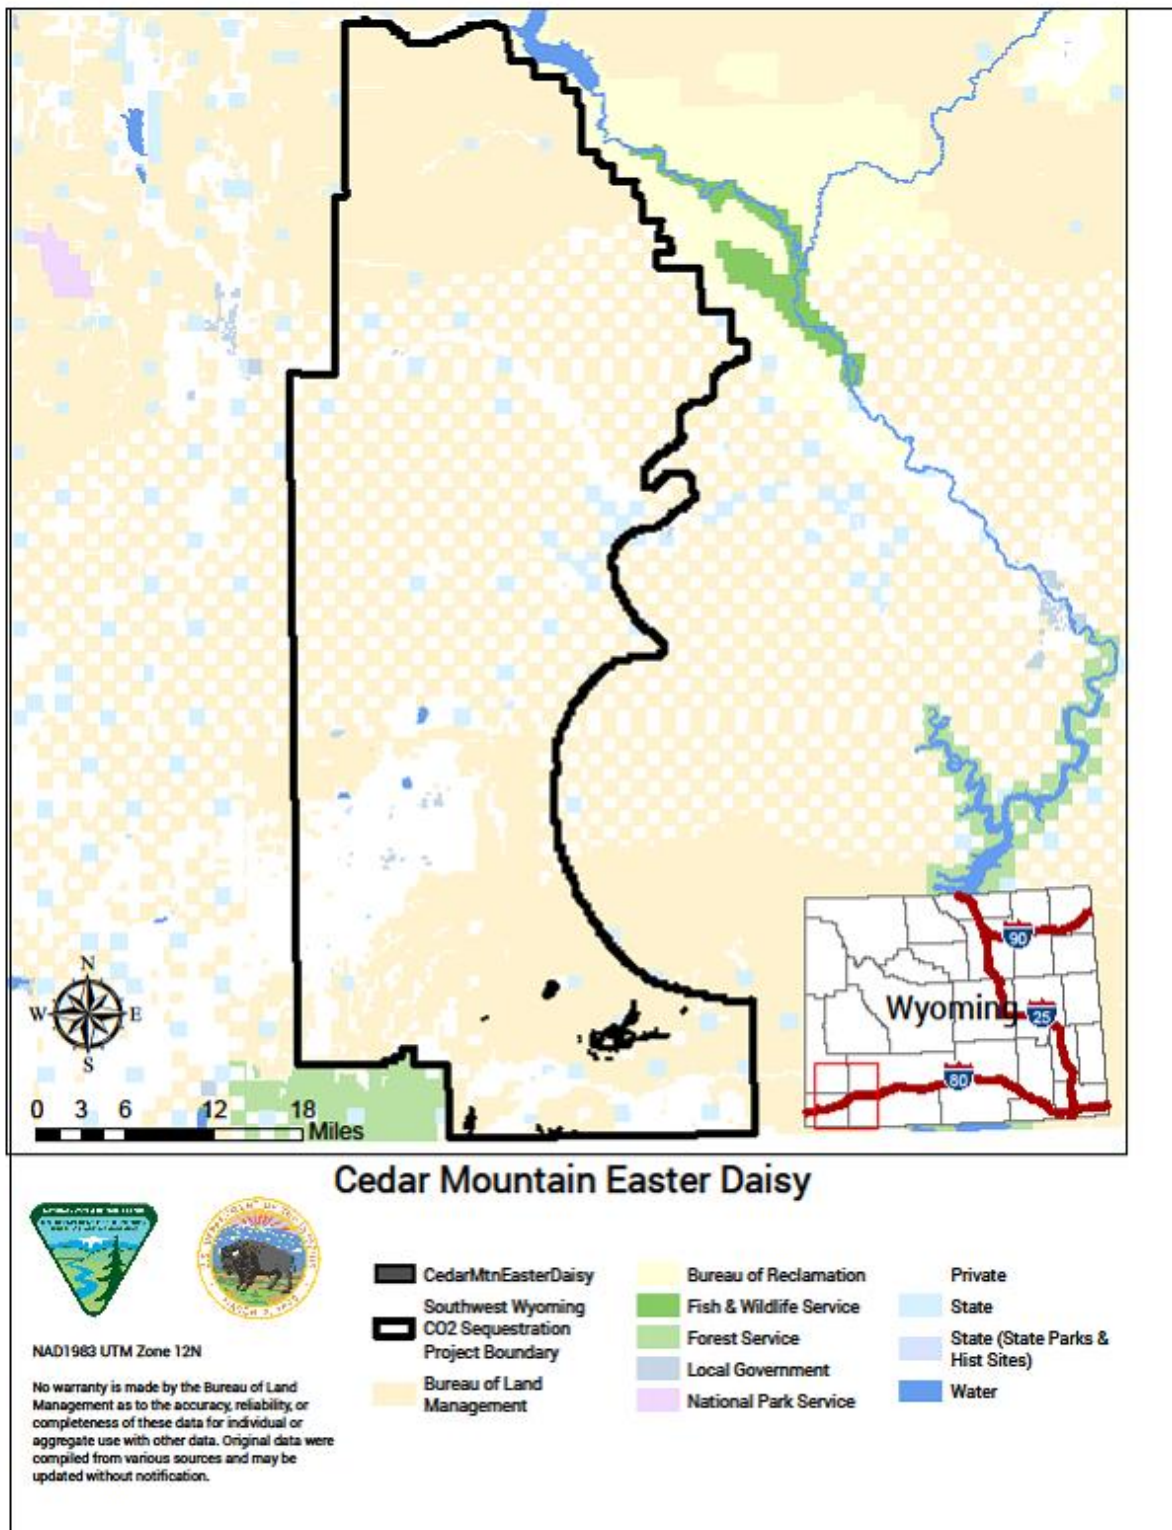 90
Wyoming
25
80
N
W
E
S
0 3 6 12 18
Miles
Cedar Mountain Easter Daisy
NAD1983 UTM Zone 12N
No warranty is made by the Bureau of Land
Management as to the accuracy, reliability, or
completeness of these data for individual or
aggregate use with other data. Original data were
compiled from various sources and may be
updated without notification.
CedarMtnEasterDaisy
Southwest Wyoming
CO2 Sequestration
Project Boundary
Bureau of Land
Management
Bureau of Reclamation
Fish & Wildlife Service
Forest Service
Local Government
National Park Service
Private
State
State (State Parks &
Hist Sites)
Water